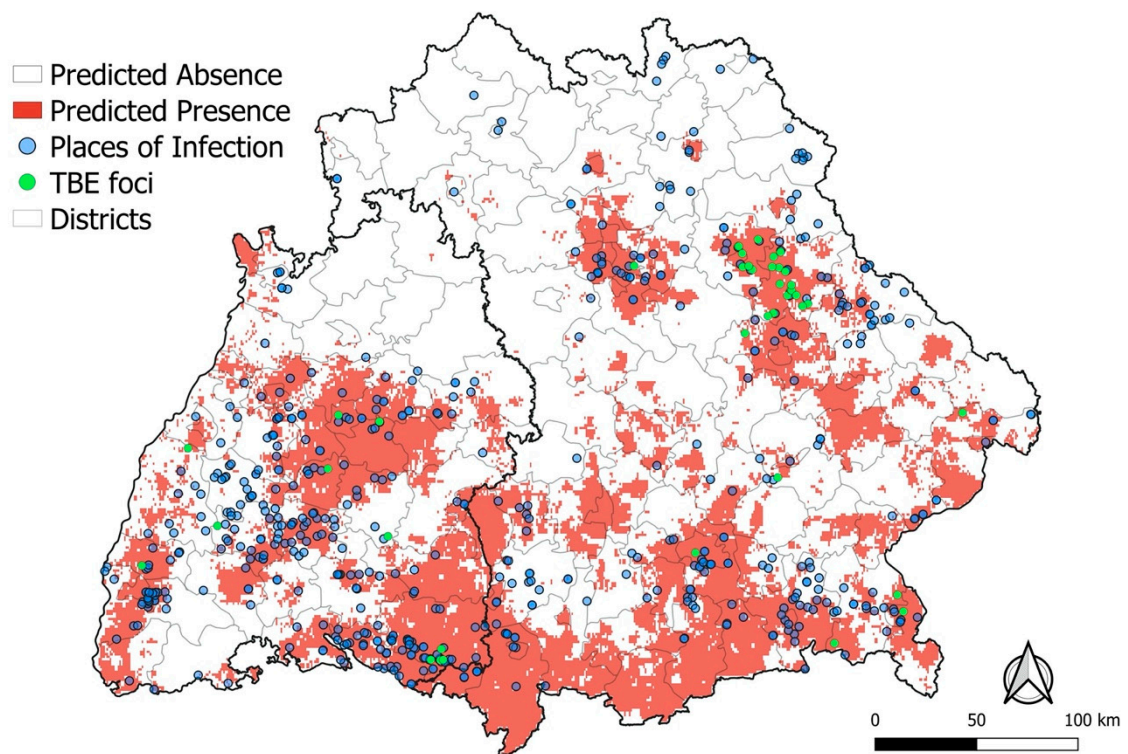 Predicted Absence
Predicted Presence
Places of Infection
TBE foci
Districts
0 50 100 km